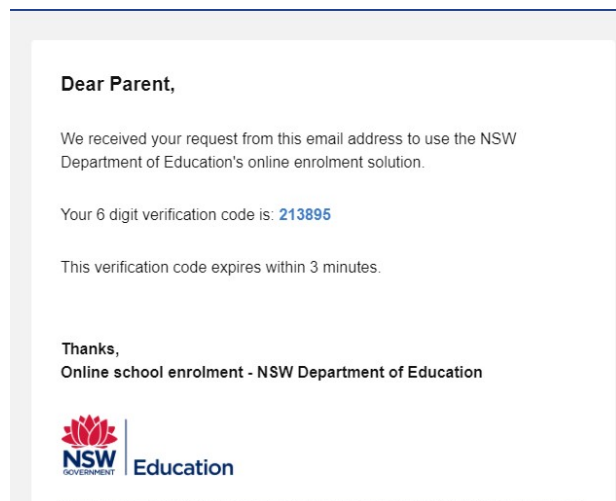 Dear Parent,
We received your request from this email address to use the NSW
Department of Education's online enrolment solution.
Your 6 digit verification code is: 213895
This verification code expires within 3 minutes.
Thanks,
Online school enrolment - NSW Department of Education
NSW
GOVERNMENT
Education